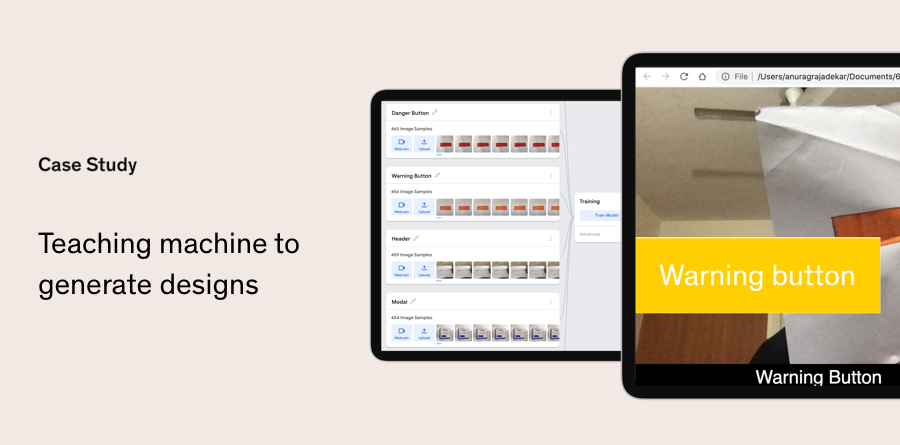 Case Study
Teaching machine to
generate designs
Danger Button
#65 Image Samples
Webcam
Upload
Warning Button
#56 Image Samples
Webcam
Upload
Header
459 Image Samples
Webcam
Upload
Modal
454 Image Samples
Webcam
Upload
Training
Train Model
Advanced
File
/Users/anuragrajadekar/Documents/6
Warning button
Warning Button